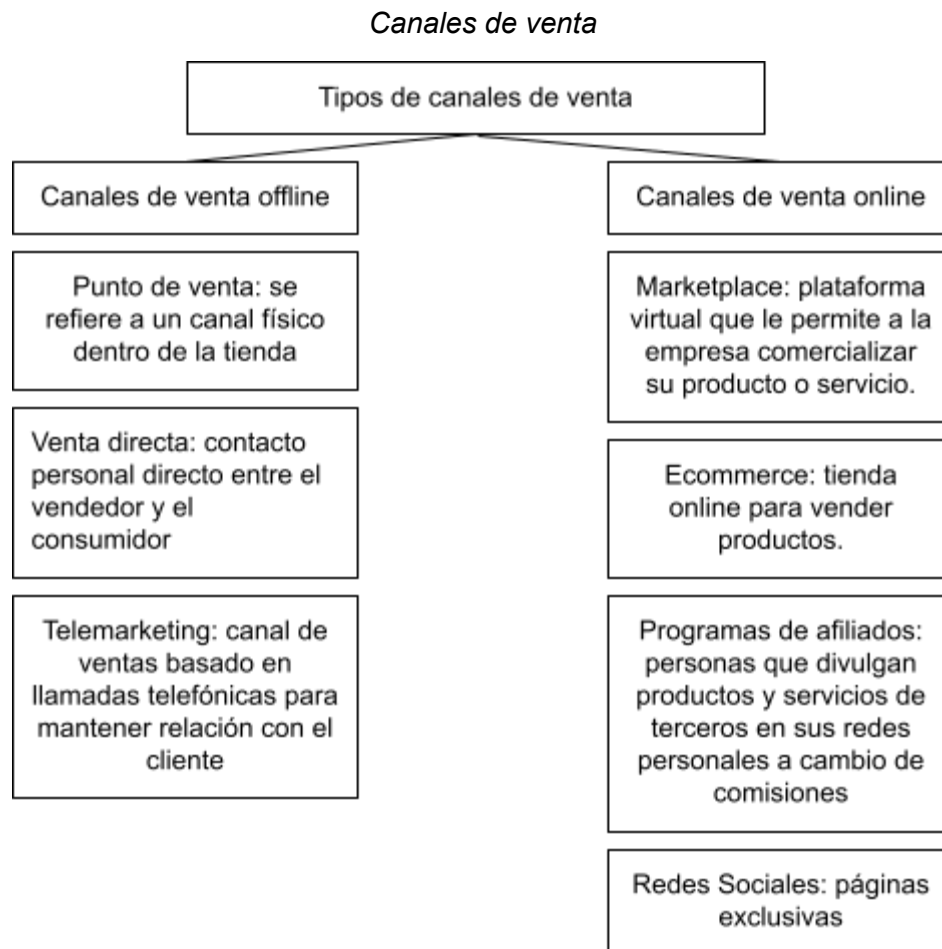 Canales de venta
Tipos de canales de venta
Canales de venta offline
Punto de venta: se
refiere a un canal físico
dentro de la tienda
Venta directa: contacto
personal directo entre el
vendedor y el
consumidor
Telemarketing: canal de
ventas basado en
llamadas telefónicas para
mantener relación con el
cliente
Canales de venta online
Marketplace: plataforma
virtual que le permite a la
empresa comercializar
su producto o servicio.
Ecommerce: tienda
online para vender
productos.
Programas de afiliados:
personas que divulgan
productos y servicios de
terceros en sus redes
personales a cambio de
comisiones
Redes Sociales: páginas
exclusivas